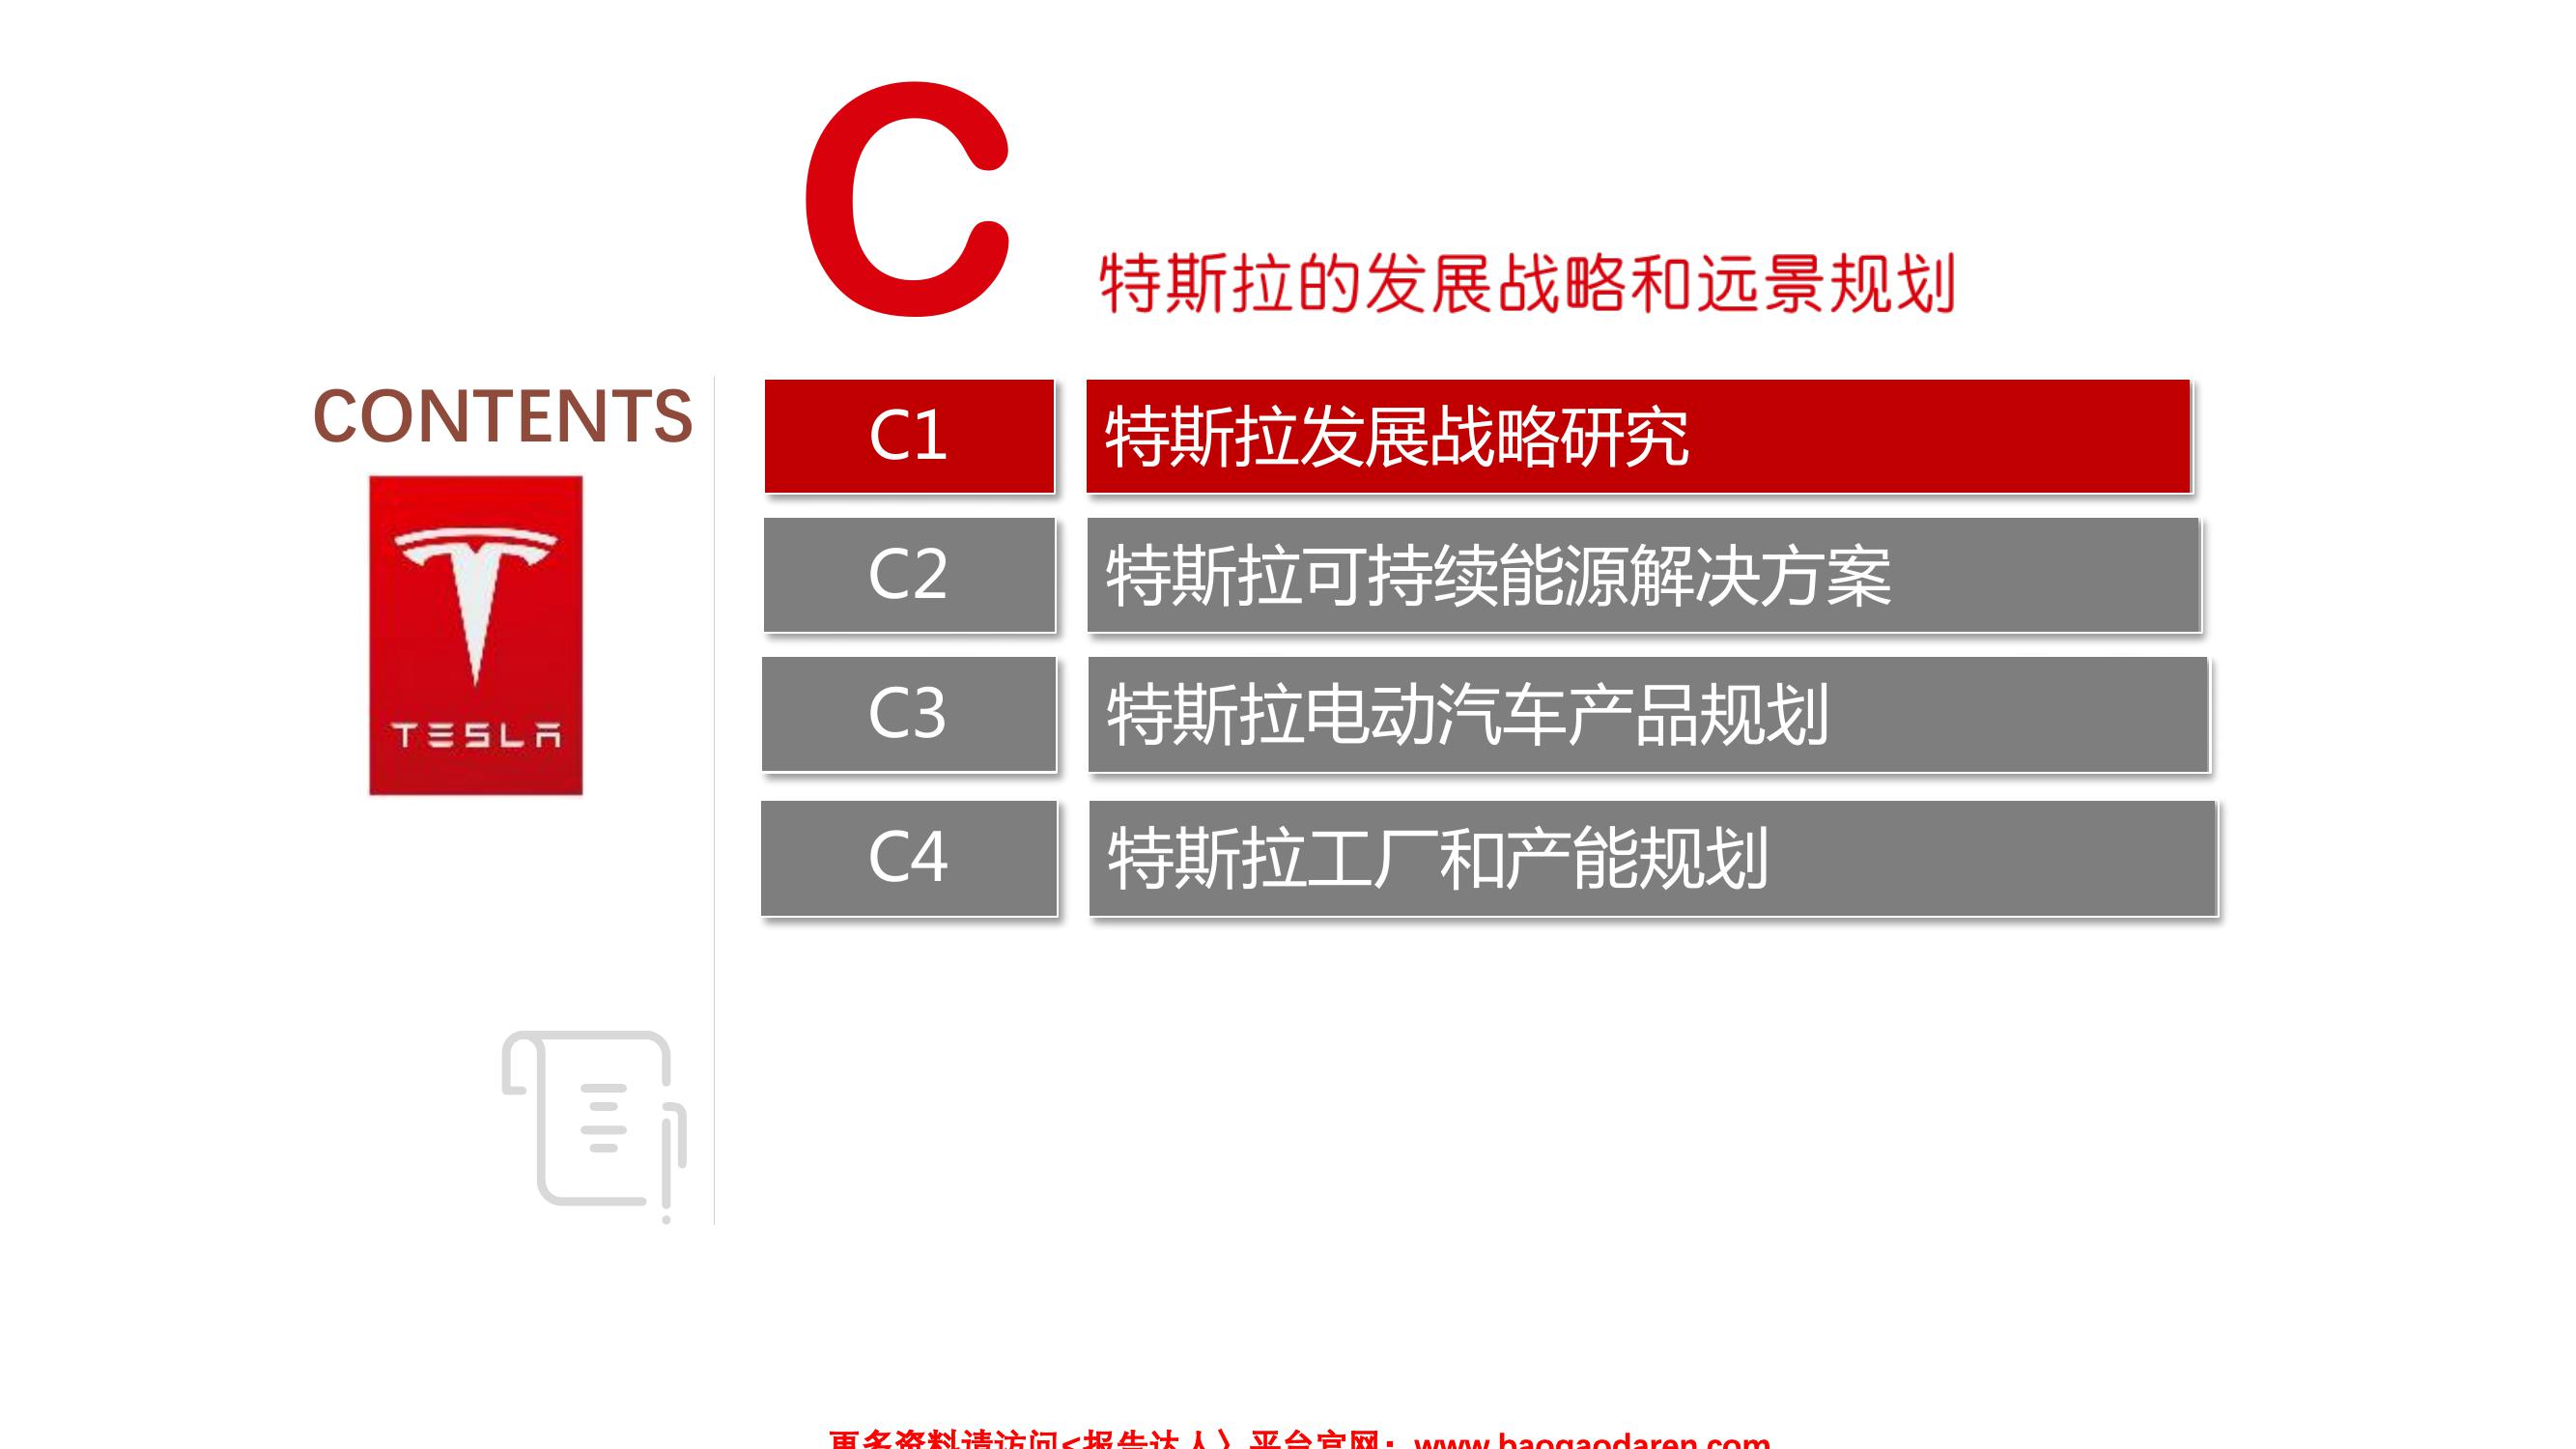 C
特斯拉的发展战略和远景规划
CONTENTS
TESLA
C1 特斯拉发展战略研究
C2 特斯拉可持续能源解决方案
C3 特斯拉电动汽车产品规划
C4 特斯拉工厂和产能规划
更多资料请访问<报告达人〉平台官网：www.baogaodaren.com